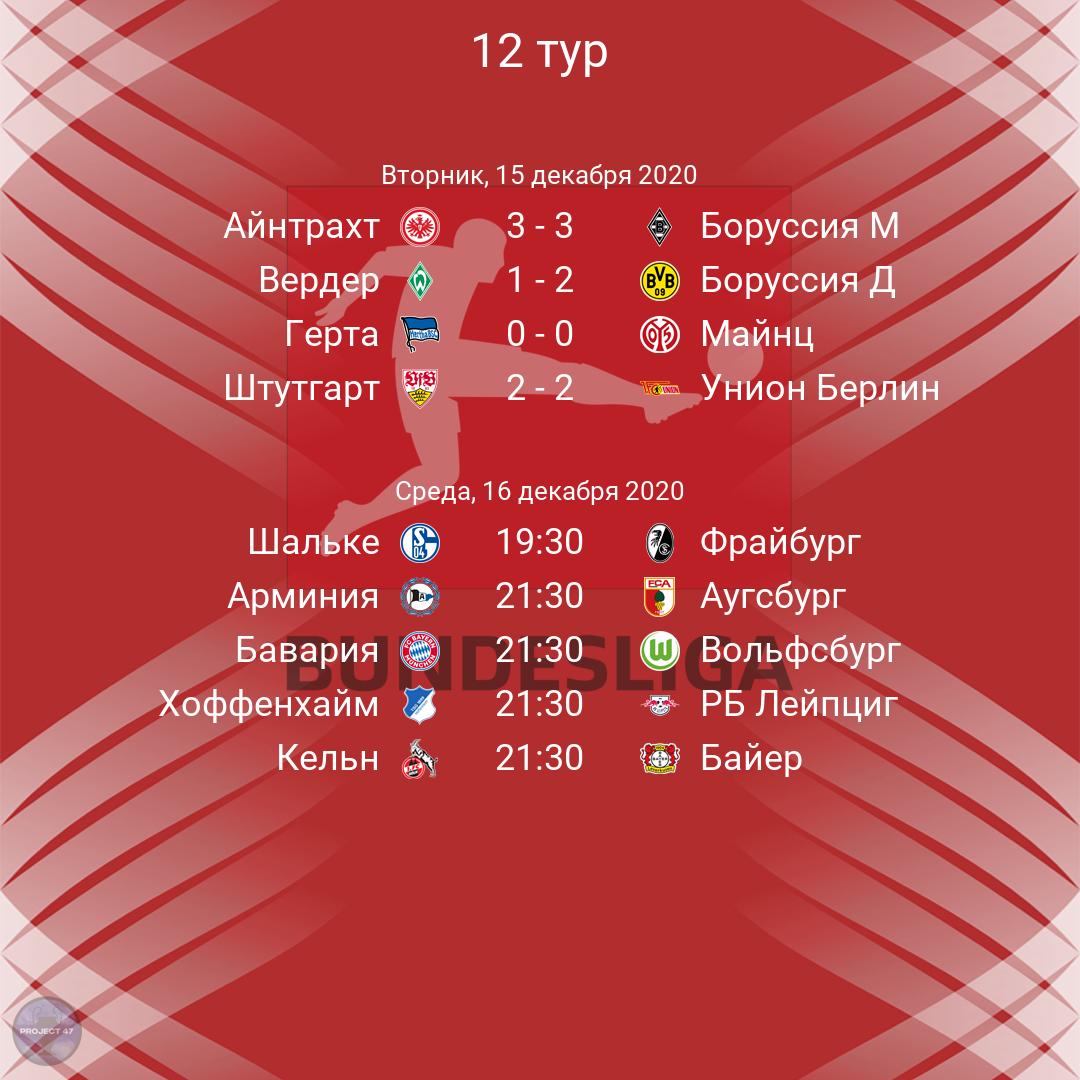 12 тур
Вторник, 15 декабря 2020
Айнтрахт 3 - 3 Боруссия М
Вердер 1 - 2 Боруссия Д
Герта 0 - 0 Майнц
Штутгарт 2 - 2 Унион Берлин
Среда, 16 декабря 2020
Шальке 19:30 Фрайбург
Арминия 21:30 Аугсбург
Бавария 21:30 Вольфсбург
BUNDESLIGA
Хоффенхайм 21:30 РБ Лейпциг
Кельн 21:30 Байер
PROJECT 47